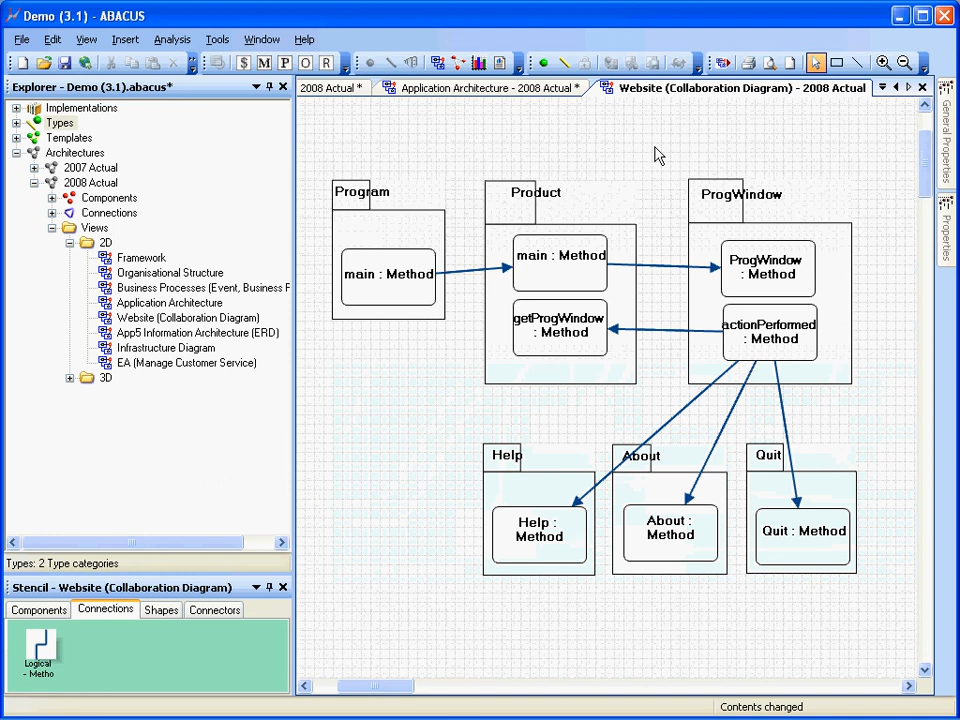 Demo (3.1) - ABACUS
File Edit View Insert Analysis Tools Window Help
$ M P O R
Explorer - Demo (3.1).abacus*
2008 Actual *
Application Architecture - 2008 Actual *
Website (Collaboration Diagram) - 2008 Actual
Implementations
Types
Templates
Architectures
2007 Actual
2008 Actual
Components
Connections
Views
2D
Framework
Organisational Structure
Business Processes (Event, Business F
Application Architecture
Website (Collaboration Diagram)
App5 Information Architecture (ERD)
Infrastructure Diagram
EA (Manage Customer Service)
3D
Types: 2 Type categories
Stencil - Website (Collaboration Diagram)
Components Connections Shapes Connectors
Logical
- Metho
Program
main : Method
Product
main : Method
getProgWindow
: Method
ProgWindow
ProgWindow
: Method
actionPerformed
: Method
Help
Help :
Method
About
About :
Method
Quit
Quit : Method
General Properties
Properties
Contents changed